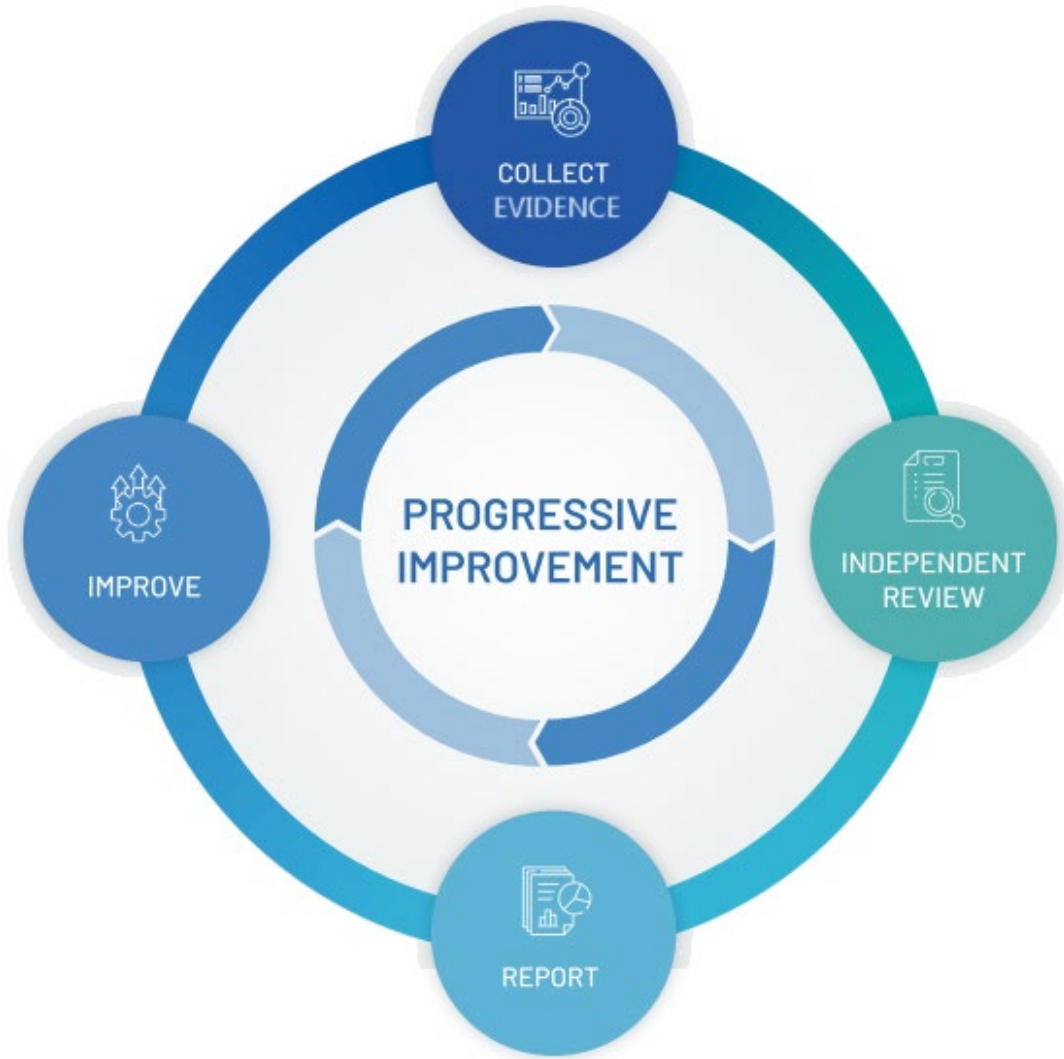 COLLECT
EVIDENCE
PROGRESSIVE
IMPROVEMENT
INDEPENDENT
REVIEW
REPORT
IMPROVE